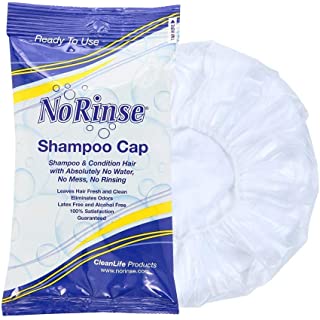 Ready To Use
NoRinse®
Shampoo Cap
Shampoo & Condition Hair
with Absolutely No Water,
No Mess, No Rinsing
Leaves Hair Fresh and Clean
Eliminates Odors
Latex Free and Alcohol Free
100% Satisfaction
Guaranteed
CleanLife Products
www.norinse.com